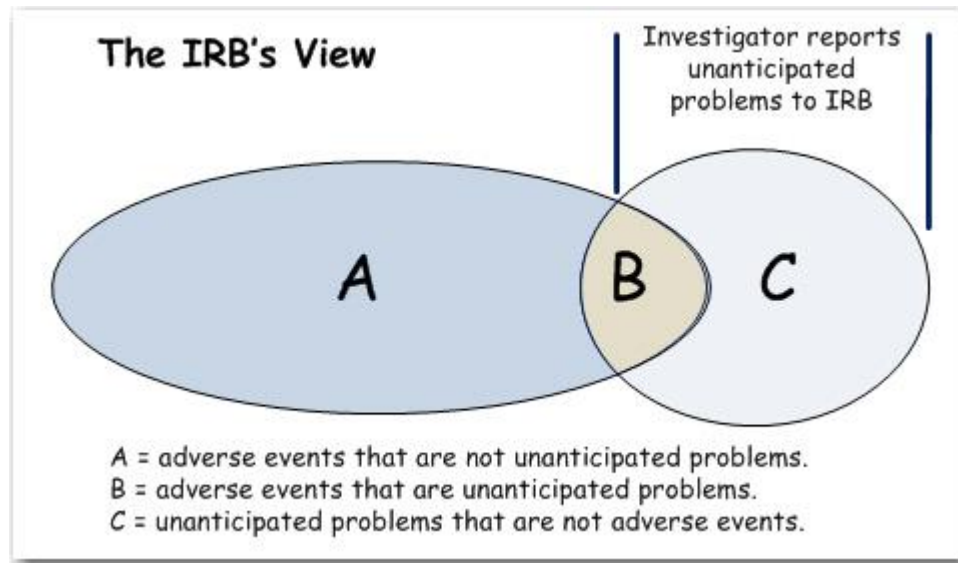 The IRB's View
Investigator reports
unanticipated
problems to IRB
A
B
C
A = adverse events that are not unanticipated problems.
B = adverse events that are unanticipated problems.
C = unanticipated problems that are not adverse events.